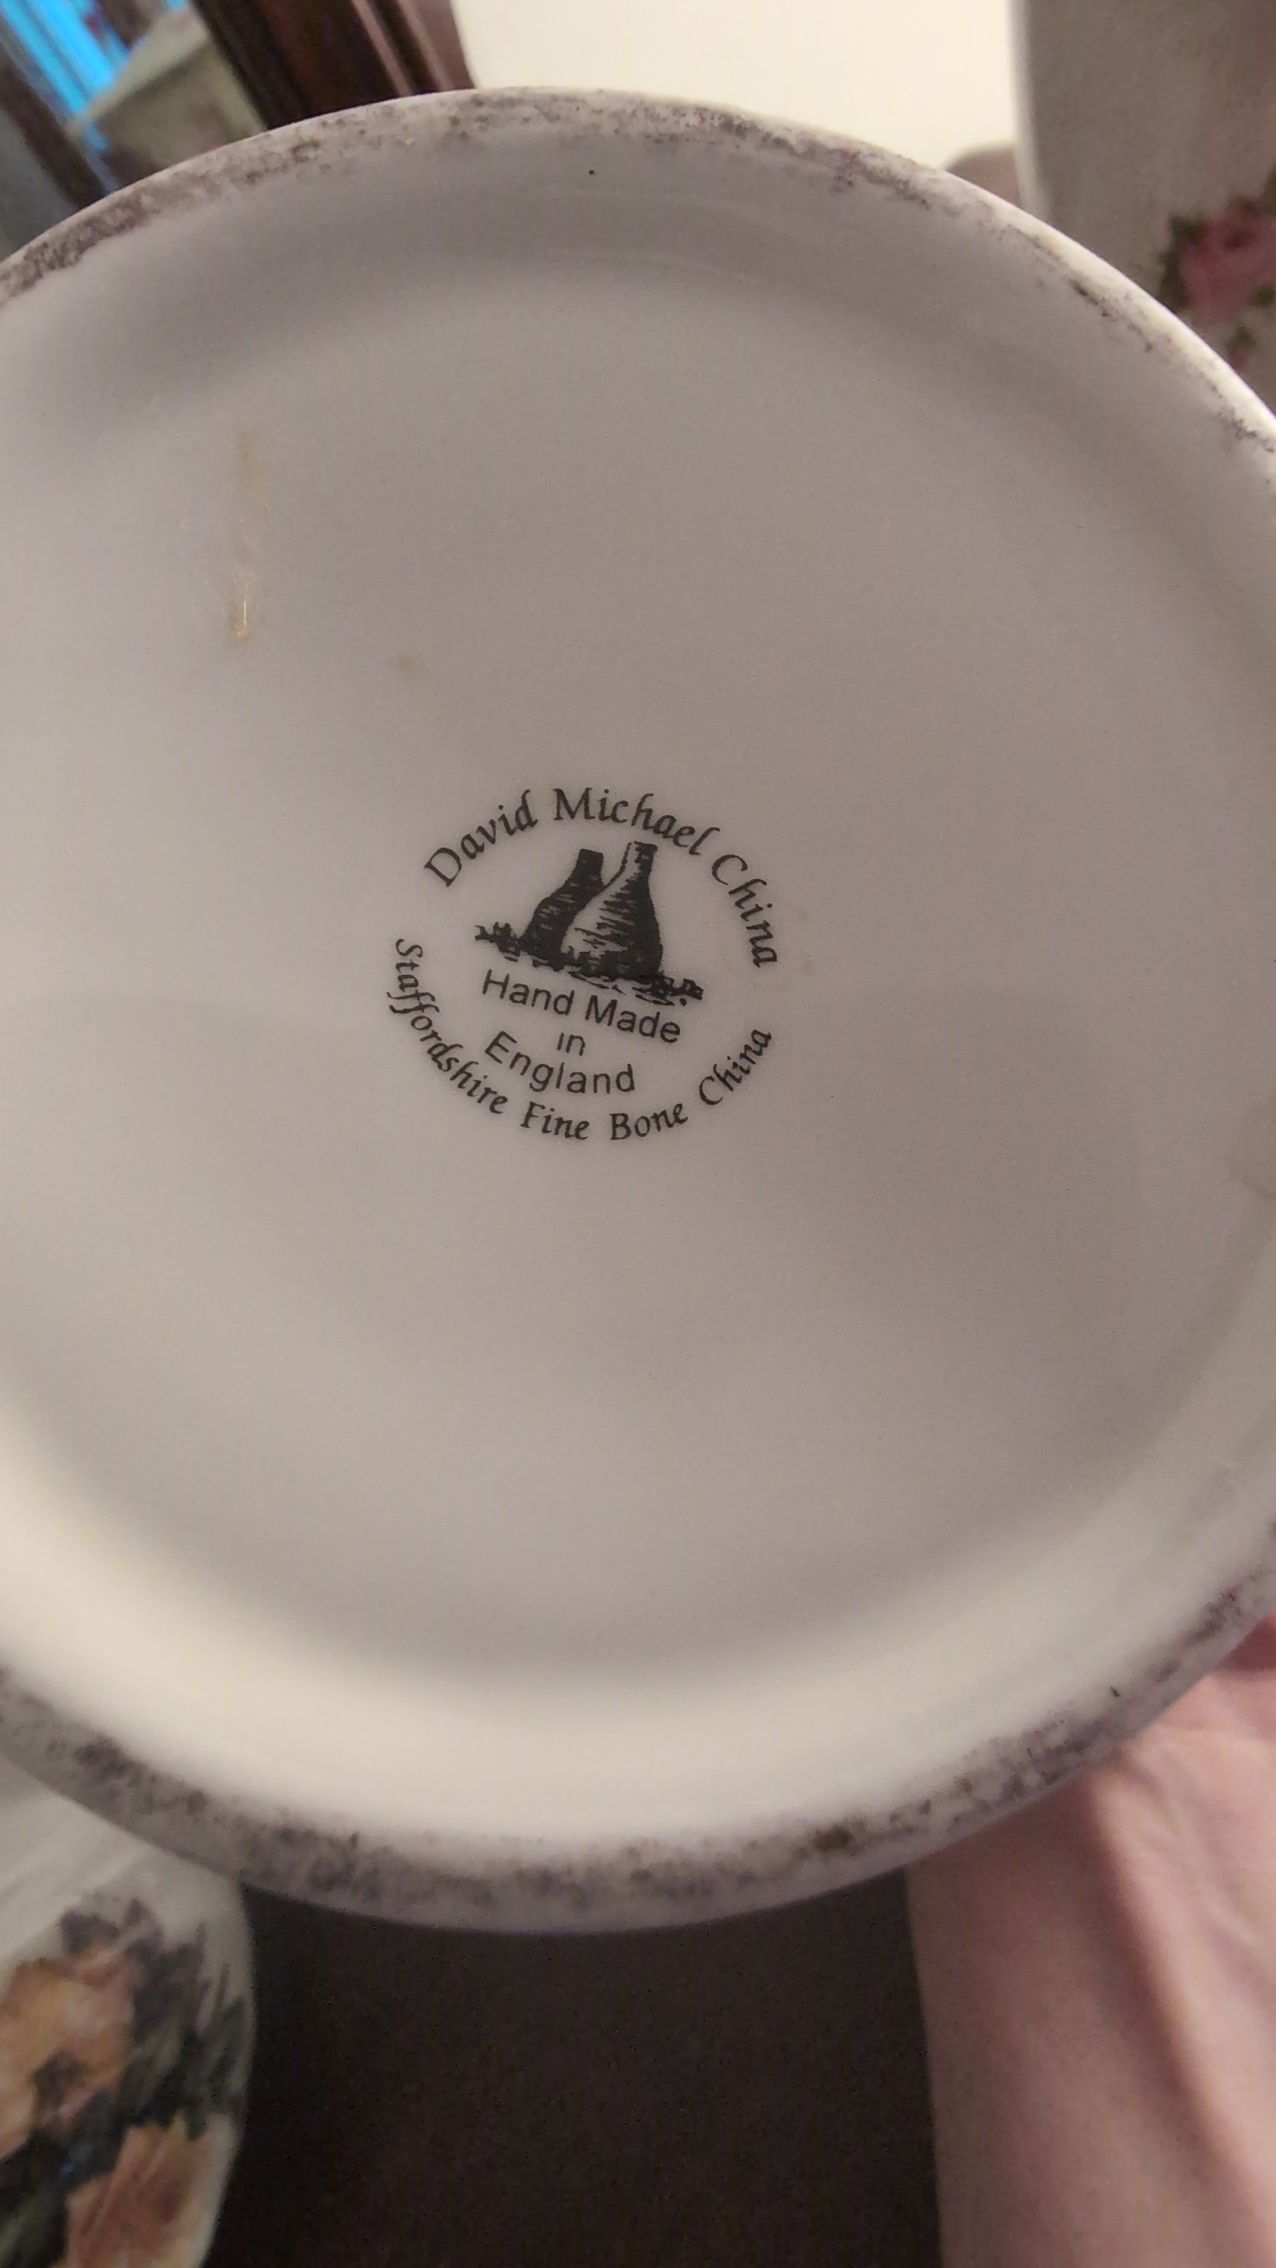 David Michael China
Hand Made
in
England
Staffordshire Fine Bone China